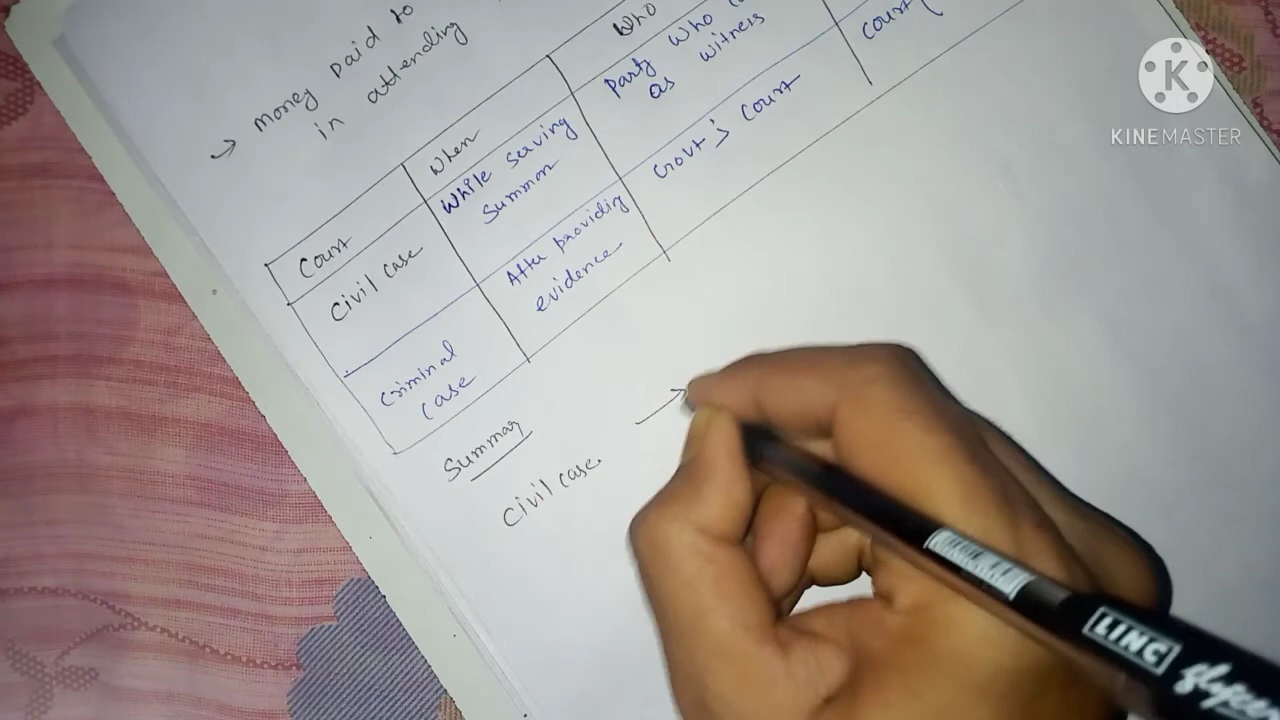 → Money paid to
in attending
Court
When
Who
Civil case
While serving
Summon
Party who
as witness
Court
Criminal
case
After providing
evidence
Govt's Court
Summary
Civil case. →
K
KINEMASTER
LINC